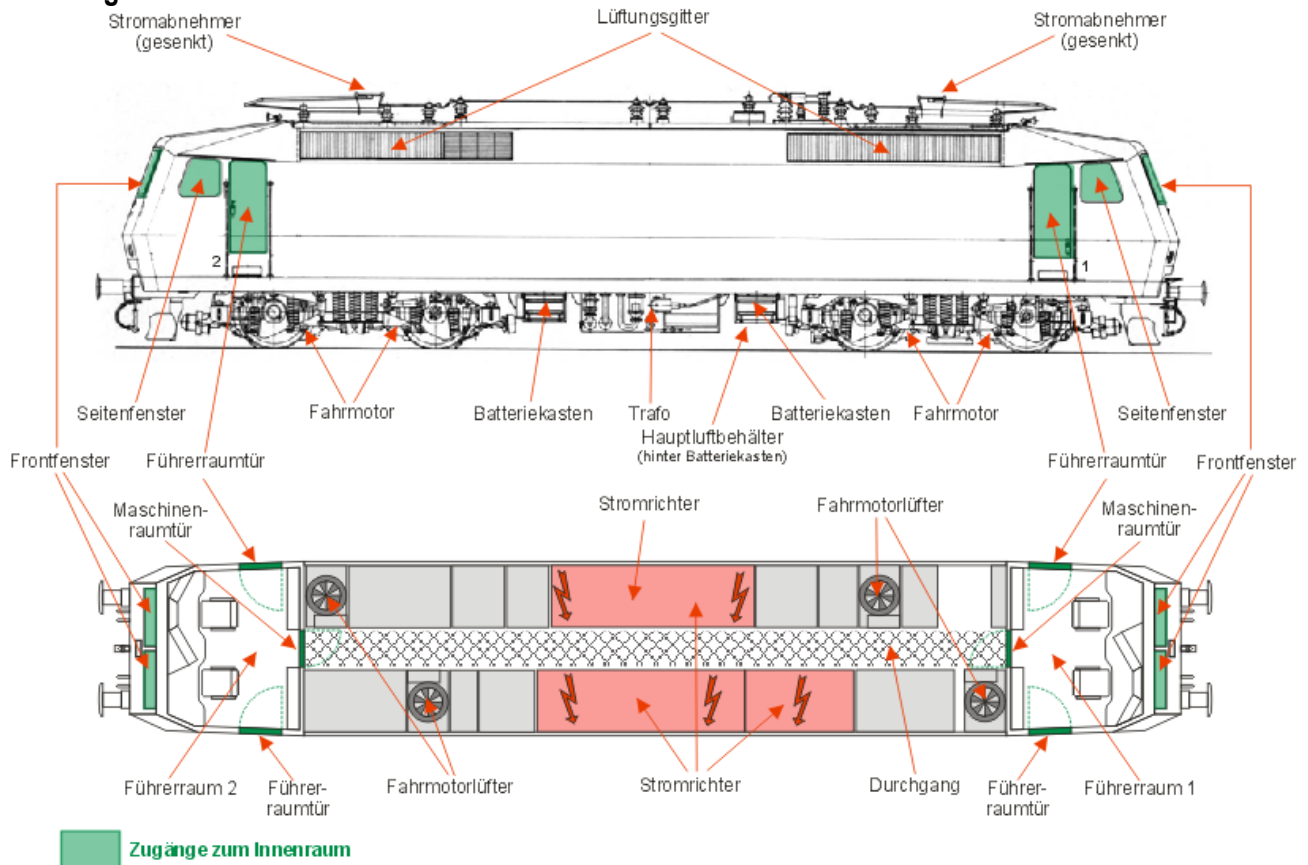 Stromabnehmer
(gesenkt)
Lüftungsgitter
Stromabnehmer
(gesenkt)
2
1
Seitenfenster
Fahrmotor
Batteriekasten
Trafo
Batteriekasten
Fahrmotor
Seitenfenster
Hauptluftbehälter
(hinter Batteriekasten)
Frontfenster
Führerraumtür
Führerraumtür
Frontfenster
Maschinen-
raumtür
Stromrichter
Fahrmotorlüfter
Maschinen-
raumtür
Führerraum 2
Führer-
raumtür
Fahrmotorlüfter
Stromrichter
Durchgang
Führer-
raumtür
Führerraum 1
Zugänge zum Innenraum